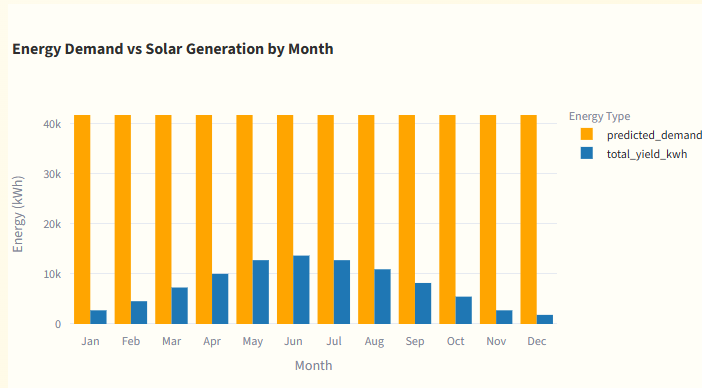 Energy Demand vs Solar Generation by Month
Energy Type
predicted_demand
total_yield_kwh
Energy (kWh)
40k
30k
20k
10k
0
Jan Feb Mar Apr May Jun Jul Aug Sep Oct Nov Dec
Month